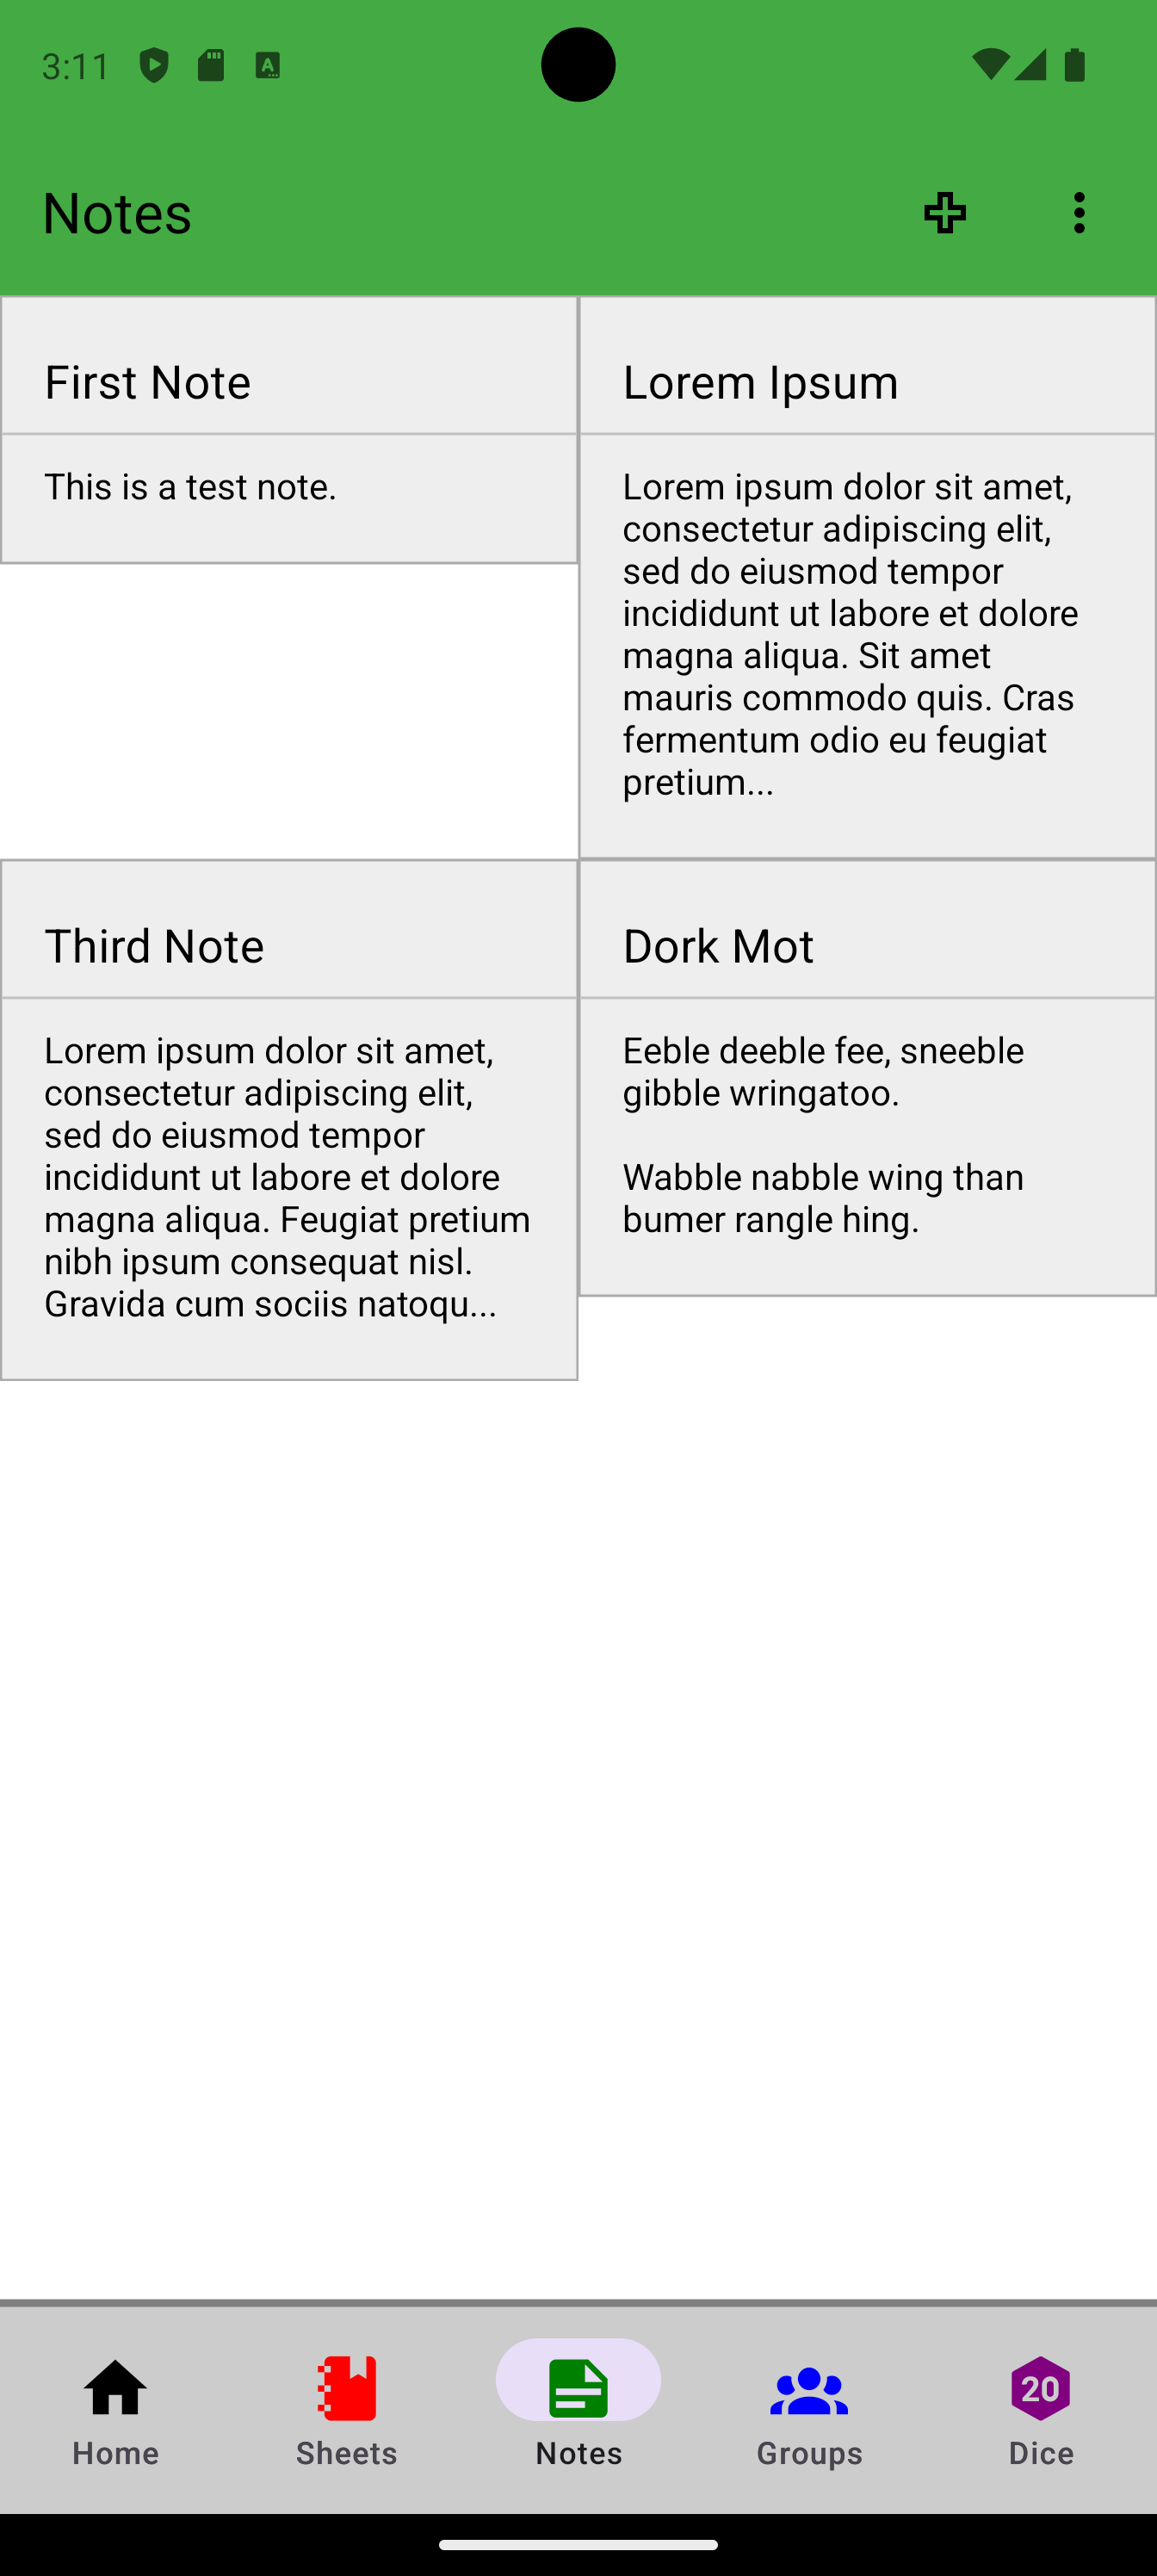 3:11
Notes
First Note
This is a test note.
Lorem Ipsum
Lorem ipsum dolor sit amet,
consectetur adipiscing elit,
sed do eiusmod tempor
incididunt ut labore et dolore
magna aliqua. Sit amet
mauris commodo quis. Cras
fermentum odio eu feugiat
pretium...
Third Note
Lorem ipsum dolor sit amet,
consectetur adipiscing elit,
sed do eiusmod tempor
incididunt ut labore et dolore
magna aliqua. Feugiat pretium
nibh ipsum consequat nisl.
Gravida cum sociis natoqu...
Dork Mot
Eeble deeble fee, sneeble
gibble wringatoo.
Wabble nabble wing than
bumer rangle hing.
Home
Sheets
Notes
Groups
20
Dice